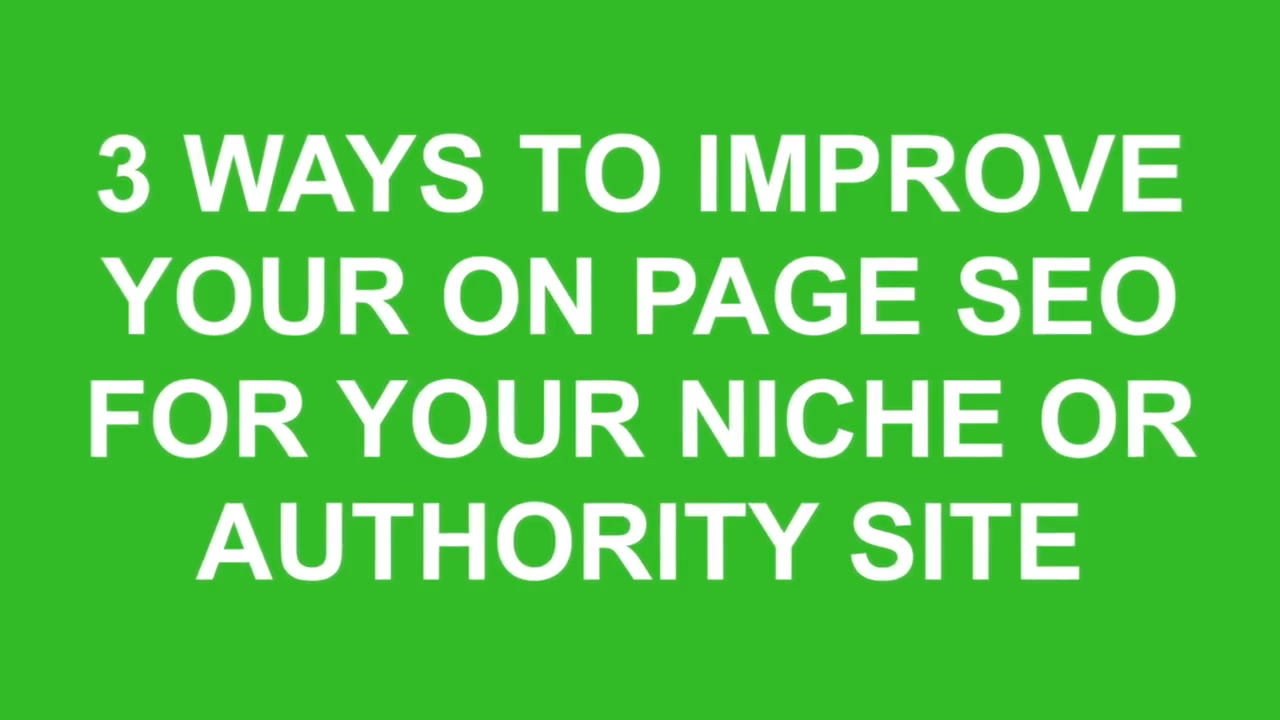 3 WAYS TO IMPROVE
YOUR ON PAGE SEO
FOR YOUR NICHE OR
AUTHORITY SITE